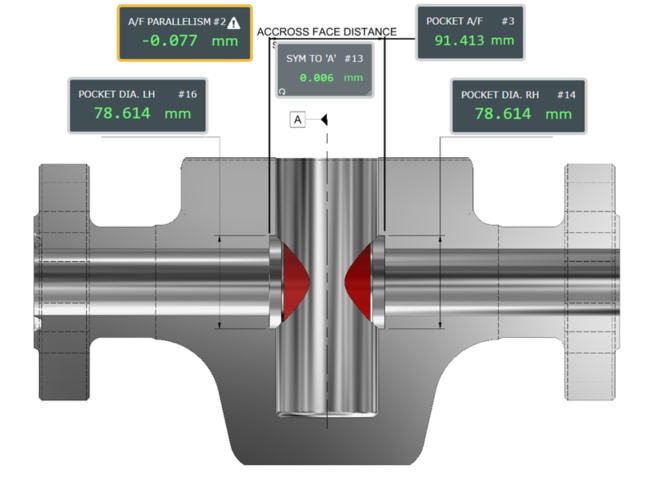 A/F PARALLELISM #2
-0.077 mm
ACCROSS FACE DISTANCE
POCKET A/F #3
91.413 mm
SYM TO 'A' #13
0.006 mm
POCKET DIA. LH #16
78.614 mm
A
POCKET DIA. RH #14
78.614 mm